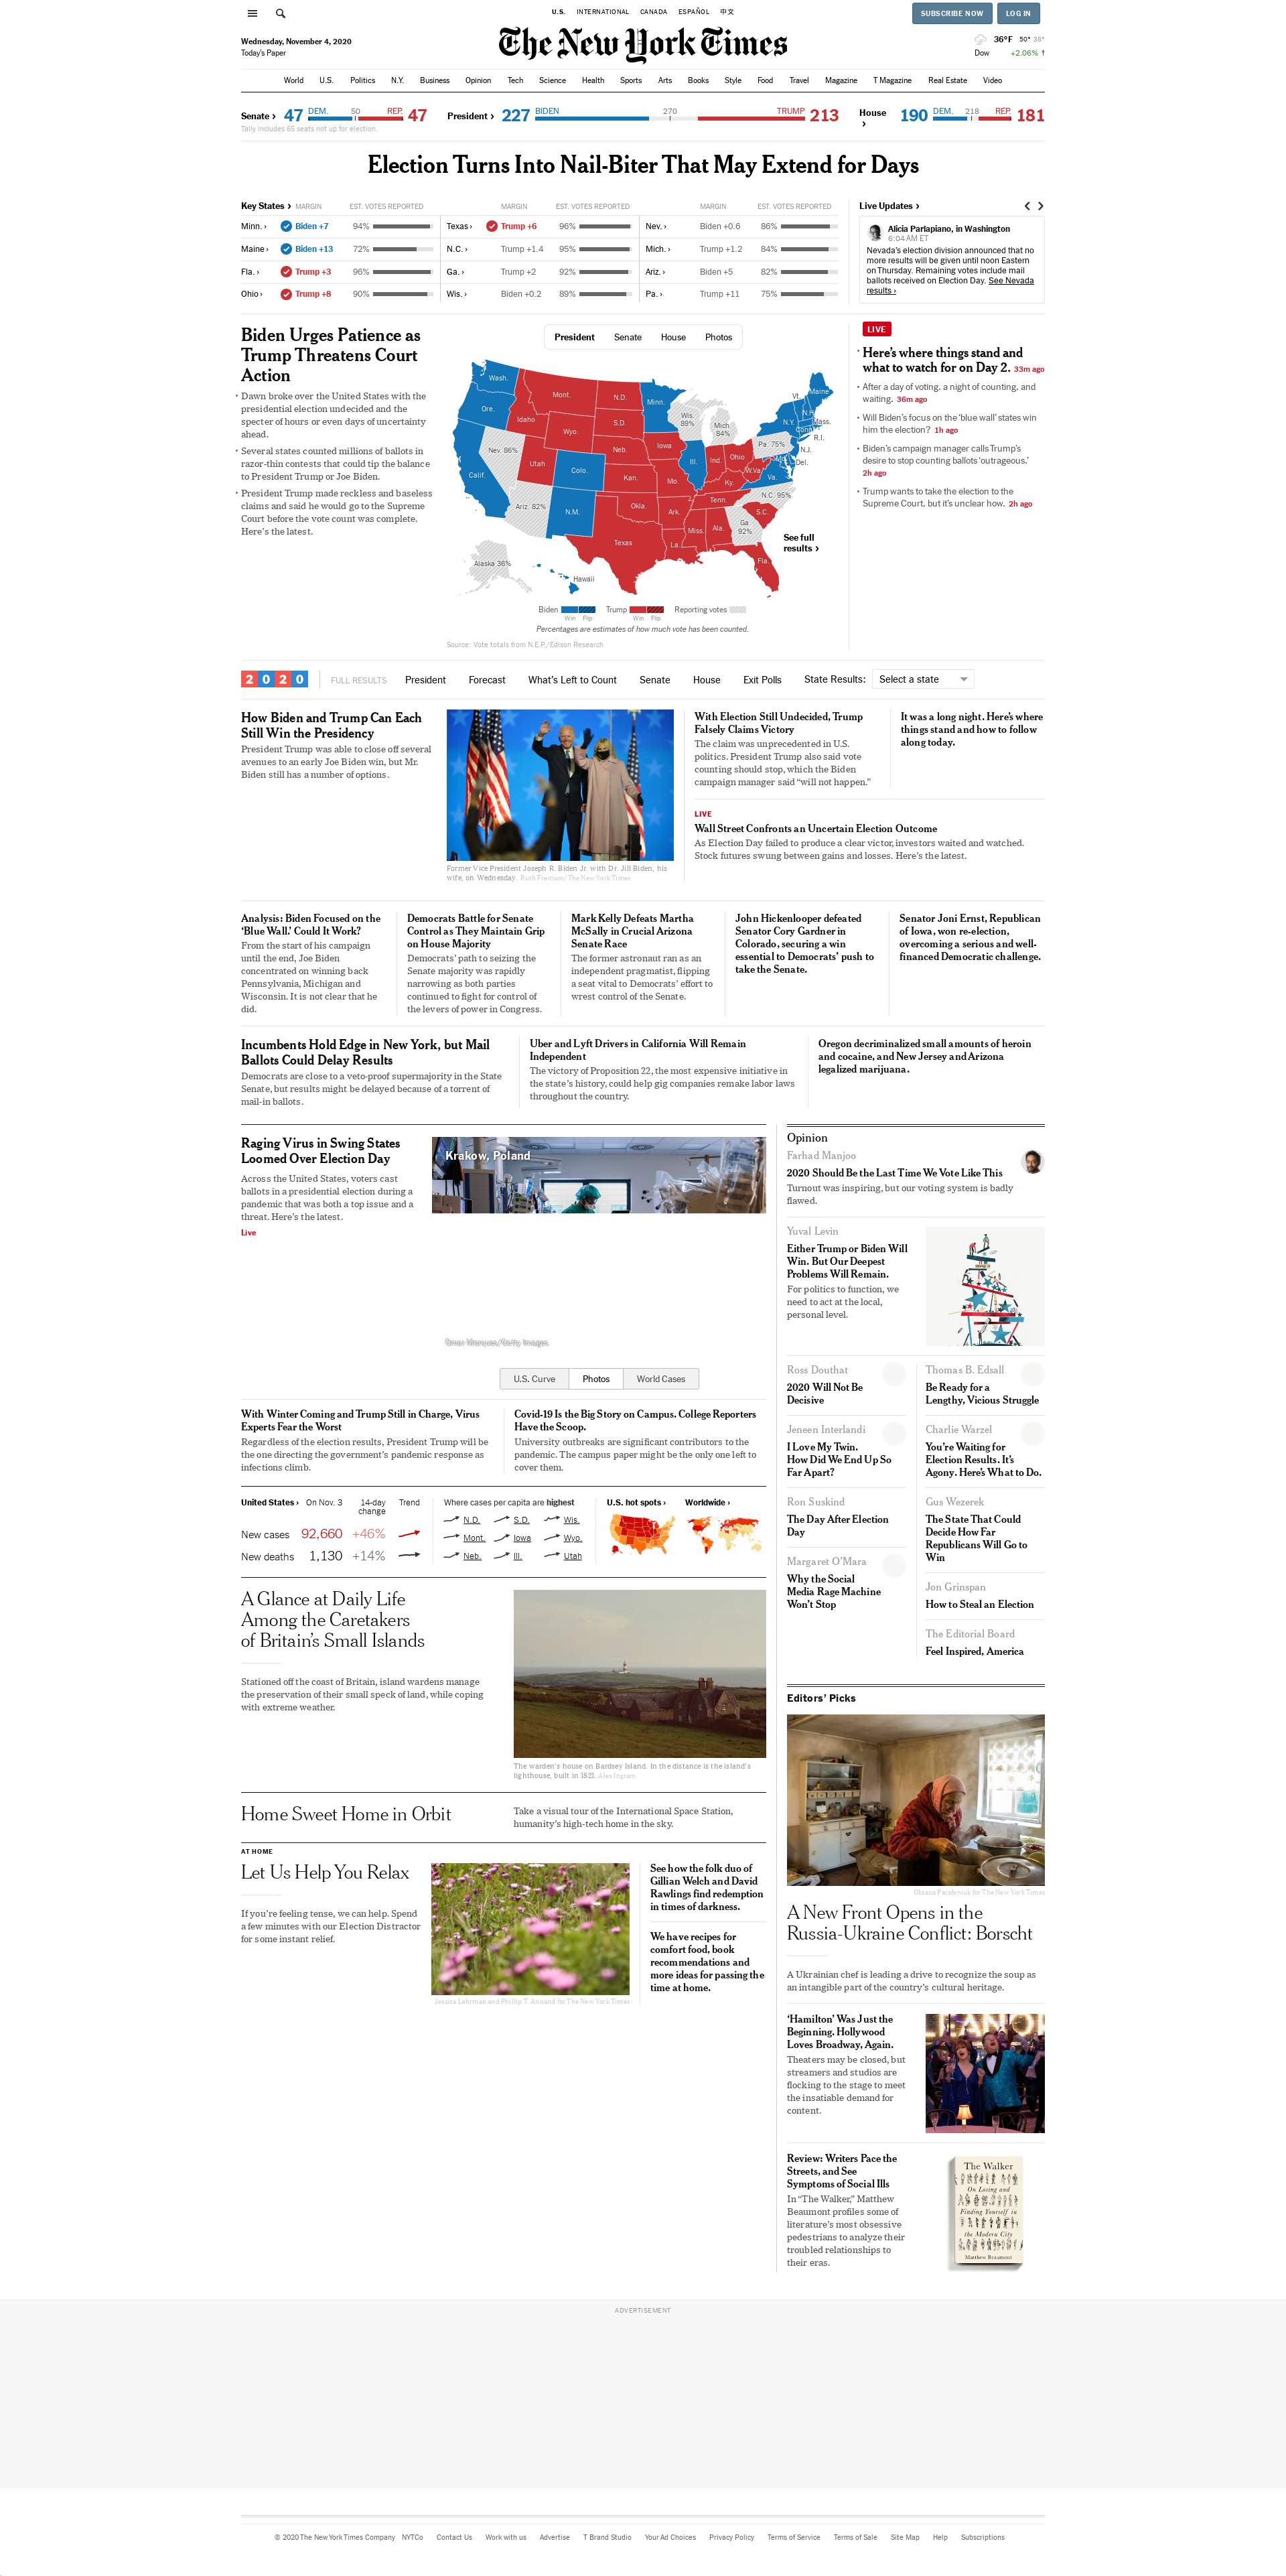 U.S. INTERNATIONAL CANADA ESPAÑOL 中文
SUBSCRIBE NOW LOG IN
Wednesday, November 4, 2020
Today's Paper
The New York Times
36°F 50° 38°
Dow +2.06% ↑
World U.S. Politics N.Y. Business Opinion Tech Science Health Sports Arts Books Style Food Travel Magazine T Magazine Real Estate Video
Senate › 47 DEM. 50 REP. 47
Tally includes 65 seats not up for election.
President › 227 BIDEN 270 TRUMP 213
House › 190 DEM. 218 REP. 181
Election Turns Into Nail-Biter That May Extend for Days
Key States › MARGIN EST. VOTES REPORTED
Minn. › Biden +7 94%
Maine › Biden +13 72%
Fla. › Trump +3 96%
Ohio › Trump +8 90%
MARGIN EST. VOTES REPORTED
Texas › Trump +6 96%
N.C. › Trump +1.4 95%
Ga. › Trump +2 92%
Wis. › Biden +0.2 89%
MARGIN EST. VOTES REPORTED
Nev. › Biden +0.6 86%
Mich. › Trump +1.2 84%
Ariz. › Biden +5 82%
Pa. › Trump +11 75%
Live Updates ›
Alicia Parlapiano, in Washington
6:04 AM ET
Nevada's election division announced that no
more results will be given until noon Eastern
on Thursday. Remaining votes include mail
ballots received on Election Day. See Nevada
results ›
Biden Urges Patience as
Trump Threatens Court
Action
Dawn broke over the United States with the
presidential election undecided and the
specter of hours or even days of uncertainty
ahead.
Several states counted millions of ballots in
razor-thin contests that could tip the balance
to President Trump or Joe Biden.
President Trump made reckless and baseless
claims and said he would go to the Supreme
Court before the vote count was complete.
Here's the latest.
President Senate House Photos
Wash.
Ore.
Calif.
Nev. 86%
Idaho
Mont.
Wyo.
Utah
Ariz. 82%
Colo.
N.M.
N.D.
S.D.
Neb.
Kan.
Okla.
Texas
Minn.
Iowa
Mo.
Ark.
La.
Wis.
89%
Ill.
Mich.
84%
Ind.
Ohio
Ky.
Tenn.
Miss.
Ala.
Ga.
92%
Fla.
S.C.
N.C. 95%
Va.
W.Va.
Pa. 75%
N.Y.
Vt.
N.H.
Maine
Mass.
Conn.
R.I.
N.J.
Del.
Md.
Alaska 36%
Hawaii
See full
results ›
Biden Trump Reporting votes
Win Flip Win Flip
Percentages are estimates of how much vote has been counted.
Source: Vote totals from N.E.P./Edison Research
LIVE
Here's where things stand and
what to watch for on Day 2. 33m ago
After a day of voting, a night of counting, and
waiting. 36m ago
Will Biden's focus on the 'blue wall' states win
him the election? 1h ago
Biden's campaign manager calls Trump's
desire to stop counting ballots 'outrageous.'
2h ago
Trump wants to take the election to the
Supreme Court, but it's unclear how. 2h ago
2020 FULL RESULTS President Forecast What's Left to Count Senate House Exit Polls State Results: Select a state
How Biden and Trump Can Each
Still Win the Presidency
President Trump was able to close off several
avenues to an early Joe Biden win, but Mr.
Biden still has a number of options.
Former Vice President Joseph R. Biden Jr. with Dr. Jill Biden, his
wife, on Wednesday. Ruth Fremson/The New York Times
With Election Still Undecided, Trump
Falsely Claims Victory
The claim was unprecedented in U.S.
politics. President Trump also said vote
counting should stop, which the Biden
campaign manager said "will not happen."
It was a long night. Here's where
things stand and how to follow
along today.
LIVE
Wall Street Confronts an Uncertain Election Outcome
As Election Day failed to produce a clear victor, investors waited and watched.
Stock futures swung between gains and losses. Here's the latest.
Analysis: Biden Focused on the
'Blue Wall.' Could It Work?
From the start of his campaign
until the end, Joe Biden
concentrated on winning back
Pennsylvania, Michigan and
Wisconsin. It is not clear that he
did.
Democrats Battle for Senate
Control as They Maintain Grip
on House Majority
Democrats' path to seizing the
Senate majority was rapidly
narrowing as both parties
continued to fight for control of
the levers of power in Congress.
Mark Kelly Defeats Martha
McSally in Crucial Arizona
Senate Race
The former astronaut ran as an
independent pragmatist, flipping
a seat vital to Democrats' effort to
wrest control of the Senate.
John Hickenlooper defeated
Senator Cory Gardner in
Colorado, securing a win
essential to Democrats' push to
take the Senate.
Senator Joni Ernst, Republican
of Iowa, won re-election,
overcoming a serious and well-
financed Democratic challenge.
Incumbents Hold Edge in New York, but Mail
Ballots Could Delay Results
Democrats are close to a veto-proof supermajority in the State
Senate, but results might be delayed because of a torrent of
mail-in ballots.
Uber and Lyft Drivers in California Will Remain
Independent
The victory of Proposition 22, the most expensive initiative in
the state's history, could help gig companies remake labor laws
throughout the country.
Oregon decriminalized small amounts of heroin
and cocaine, and New Jersey and Arizona
legalized marijuana.
Raging Virus in Swing States
Loomed Over Election Day
Across the United States, voters cast
ballots in a presidential election during a
pandemic that was both a top issue and a
threat. Here's the latest.
Live
Krakow, Poland
Omar Marques/Getty Images
U.S. Curve Photos World Cases
With Winter Coming and Trump Still in Charge, Virus
Experts Fear the Worst
Regardless of the election results, President Trump will be
the one directing the government's pandemic response as
infections climb.
Covid-19 Is the Big Story on Campus. College Reporters
Have the Scoop.
University outbreaks are significant contributors to the
pandemic. The campus paper might be the only one left to
cover them.
United States › On Nov. 3 14-day
change Trend
New cases 92,660 +46%
New deaths 1,130 +14%
Where cases per capita are highest
N.D. S.D. Wis.
Mont. Iowa Wyo.
Neb. Ill. Utah
U.S. hot spots › Worldwide ›
A Glance at Daily Life
Among the Caretakers
of Britain's Small Islands
Stationed off the coast of Britain, island wardens manage
the preservation of their small speck of land, while coping
with extreme weather.
The warden's house on Bardsey Island. In the distance is the island's
lighthouse, built in 1821. Alex Ingram
Home Sweet Home in Orbit
Take a visual tour of the International Space Station,
humanity's high-tech home in the sky.
AT HOME
Let Us Help You Relax
If you're feeling tense, we can help. Spend
a few minutes with our Election Distractor
for some instant relief.
Jessica Lehrman and Phillip T. Annand for The New York Times
See how the folk duo of
Gillian Welch and David
Rawlings find redemption
in times of darkness.
We have recipes for
comfort food, book
recommendations and
more ideas for passing the
time at home.
Opinion
Farhad Manjoo
2020 Should Be the Last Time We Vote Like This
Turnout was inspiring, but our voting system is badly
flawed.
Yuval Levin
Either Trump or Biden Will
Win. But Our Deepest
Problems Will Remain.
For politics to function, we
need to act at the local,
personal level.
Ross Douthat
2020 Will Not Be
Decisive
Jeneen Interlandi
I Love My Twin.
How Did We End Up So
Far Apart?
Ron Suskind
The Day After Election
Day
Margaret O'Mara
Why the Social
Media Rage Machine
Won't Stop
Thomas B. Edsall
Be Ready for a
Lengthy, Vicious Struggle
Charlie Warzel
You're Waiting for
Election Results. It's
Agony. Here's What to Do.
Gus Wezerek
The State That Could
Decide How Far
Republicans Will Go to
Win
Jon Grinspan
How to Steal an Election
The Editorial Board
Feel Inspired, America
Editors' Picks
Oksana Parafeniuk for The New York Times
A New Front Opens in the
Russia-Ukraine Conflict: Borscht
A Ukrainian chef is leading a drive to recognize the soup as
an intangible part of the country's cultural heritage.
'Hamilton' Was Just the
Beginning. Hollywood
Loves Broadway, Again.
Theaters may be closed, but
streamers and studios are
flocking to the stage to meet
the insatiable demand for
content.
Review: Writers Pace the
Streets, and See
Symptoms of Social Ills
In "The Walker," Matthew
Beaumont profiles some of
literature's most obsessive
pedestrians to analyze their
troubled relationships to
their eras.
The Walker
On Losing and
Finding Yourself in
the Modern City
Matthew Beaumont
ADVERTISEMENT
© 2020 The New York Times Company NYTCo Contact Us Work with us Advertise T Brand Studio Your Ad Choices Privacy Policy Terms of Service Terms of Sale Site Map Help Subscriptions